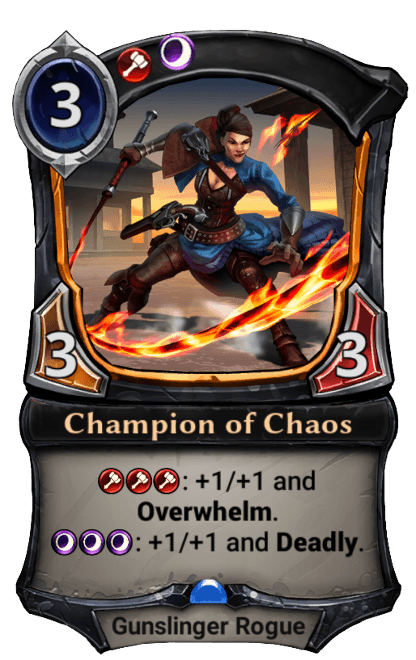 3
3
3
Champion of Chaos
: +1/+1 and
Overwhelm.
: +1/+1 and Deadly.
Gunslinger Rogue